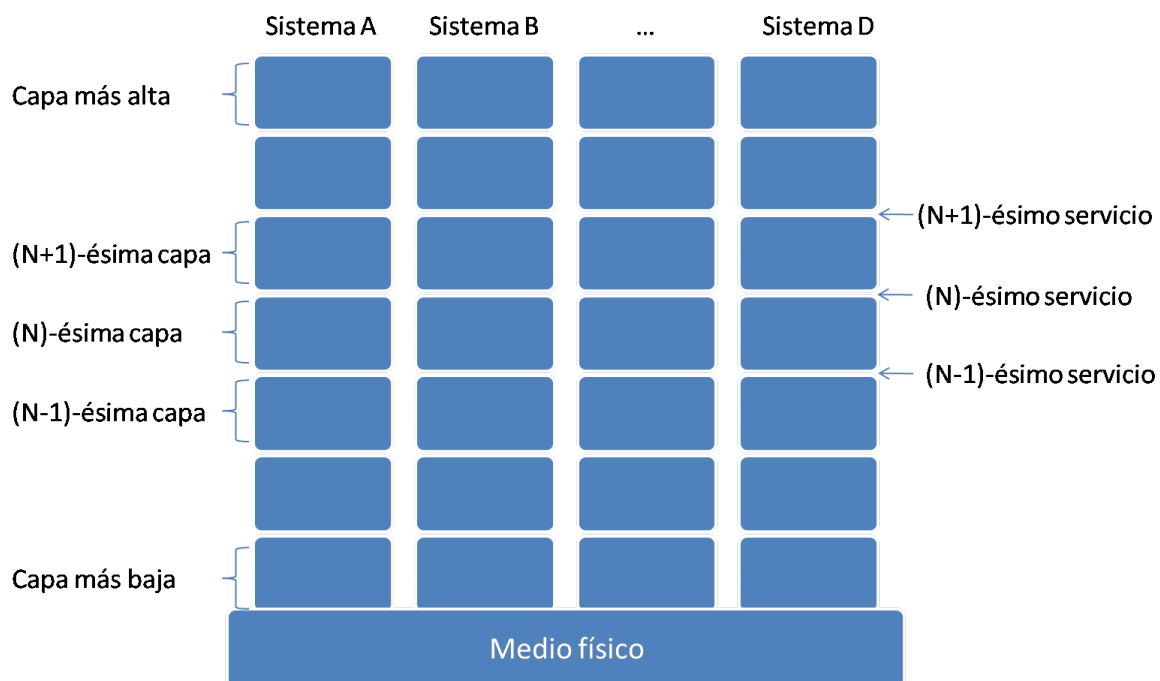 Sistema A
Sistema B
...
Sistema D
Capa más alta
(N+1)-ésimo servicio
(N+1)-ésima capa
(N)-ésimo servicio
(N)-ésima capa
(N-1)-ésimo servicio
(N-1)-ésima capa
Capa más baja
Medio físico